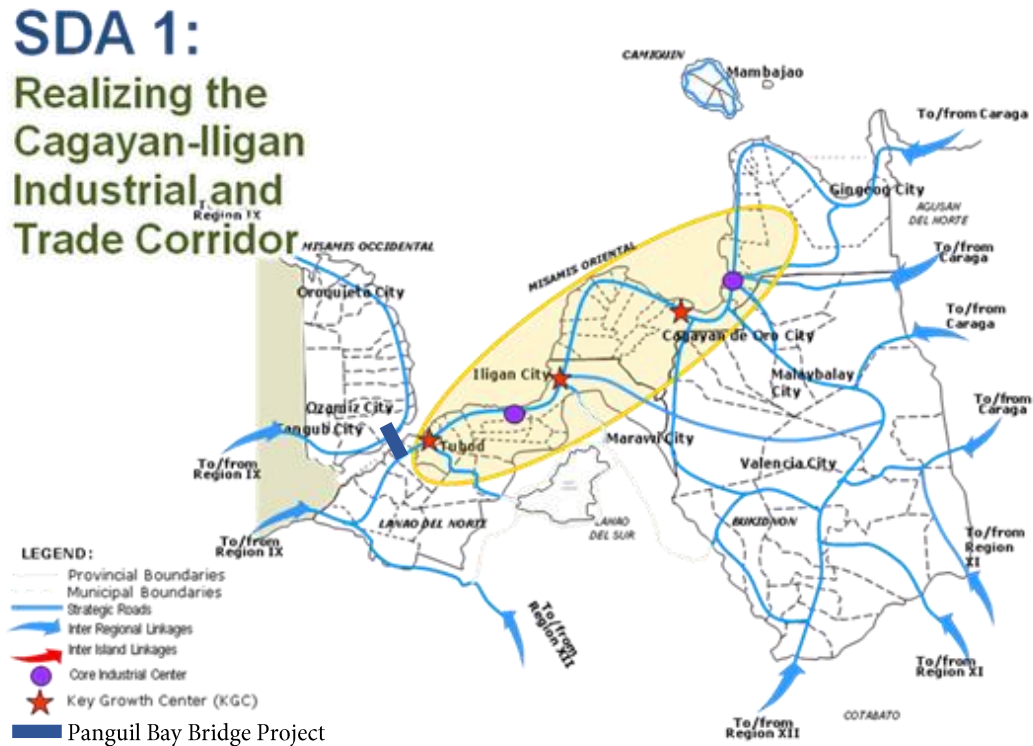 SDA 1:
Realizing the
Cagayan-Iligan
Industrial and
Trade Corridor
Region IX
CAMIGUIN
Mambajao
To/from Caraga
Gingoog City
AGUSAN
DEL NORTE
MISAMIS OCCIDENTAL
MISAMIS ORIENTAL
To/from
Caraga
Oroquieta City
To/from
Caraga
Cagayan de Oro City
Iligan City
Malaybalay
City
Ozamiz City
Tangub City
To/from
Caraga
Tubod
Marawi City
To/from
Region IX
Valencia City
LANAO DEL NORTE
LANAO
DEL SUR
BUKIDNON
To/from
Region IX
To/from
Region
XI
To/from
Region XII
To/from
Region XI
To/from
Region XII
COTABATO
LEGEND:
Provincial Boundaries
Municipal Boundaries
Strategic Roads
Inter Regional Linkages
Inter Island Linkages
Core Industrial Center
Key Growth Center (KGC)
Panguil Bay Bridge Project